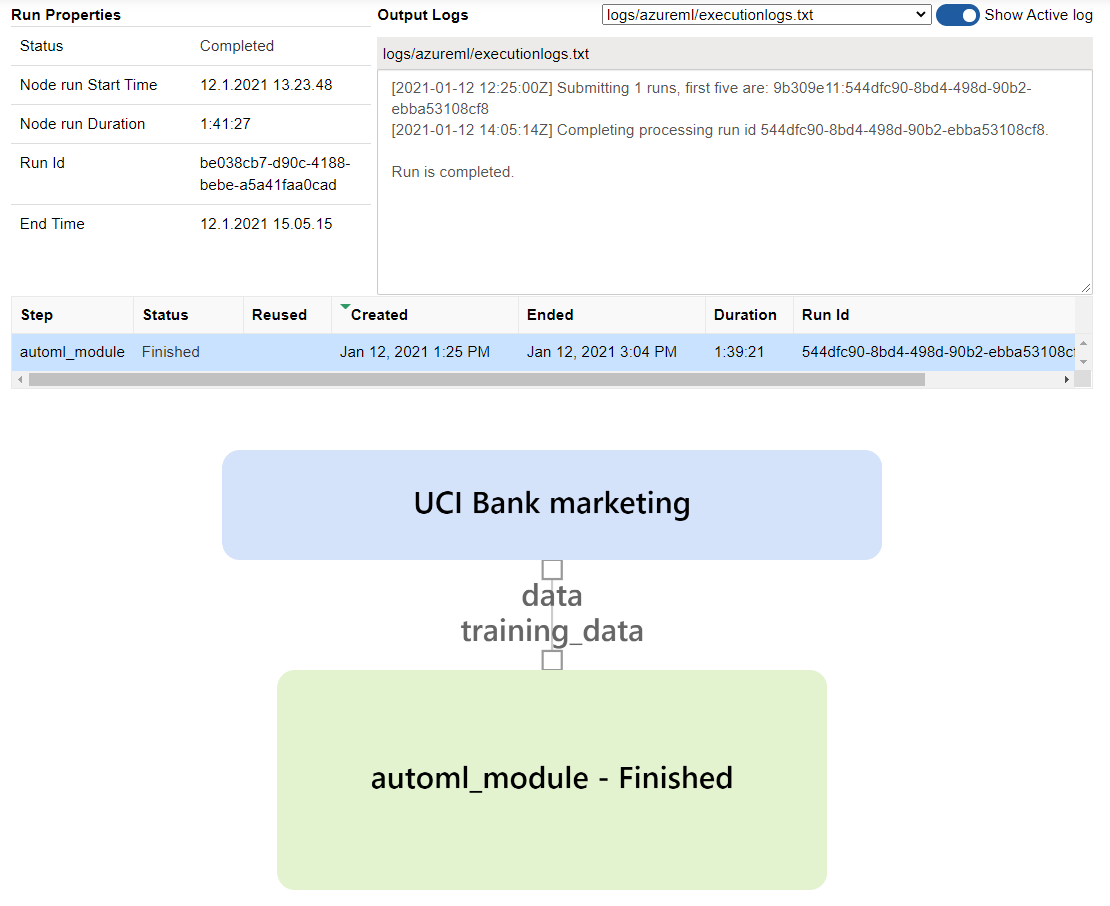 Run Properties
Status Completed
Node run Start Time 12.1.2021 13.23.48
Node run Duration 1:41:27
Run Id be038cb7-d90c-4188-
bebe-a5a41faa0cad
End Time 12.1.2021 15.05.15
Output Logs logs/azureml/executionlogs.txt Show Active log
logs/azureml/executionlogs.txt
[2021-01-12 12:25:00Z] Submitting 1 runs, first five are: 9b309e11:544dfc90-8bd4-498d-90b2-
ebba53108cf8
[2021-01-12 14:05:14Z] Completing processing run id 544dfc90-8bd4-498d-90b2-ebba53108cf8.
Run is completed.
Step Status Reused Created Ended Duration Run Id
automl_module Finished Jan 12, 2021 1:25 PM Jan 12, 2021 3:04 PM 1:39:21 544dfc90-8bd4-498d-90b2-ebba53108cf
UCI Bank marketing
data
training_data
automl_module - Finished